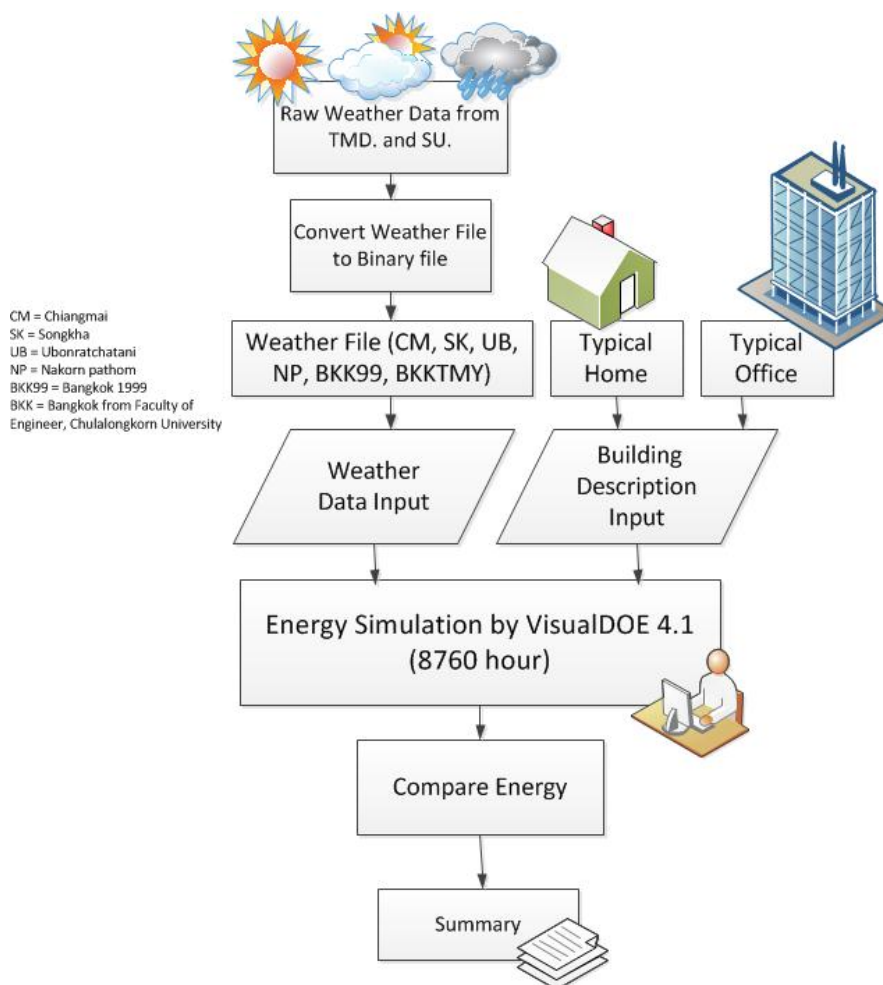 Raw Weather Data from
TMD. and SU.
Convert Weather File
to Binary file
CM = Chiangmai
SK = Songkha
UB = Ubonratchatani
NP = Nakorn pathom
BKK99 = Bangkok 1999
BKK = Bangkok from Faculty of
Engineer, Chulalongkorn University
Weather File (CM, SK, UB,
NP, BKK99, BKKTMY)
Typical
Home
Typical
Office
Weather
Data Input
Building
Description
Input
Energy Simulation by VisualDOE 4.1
(8760 hour)
Compare Energy
Summary